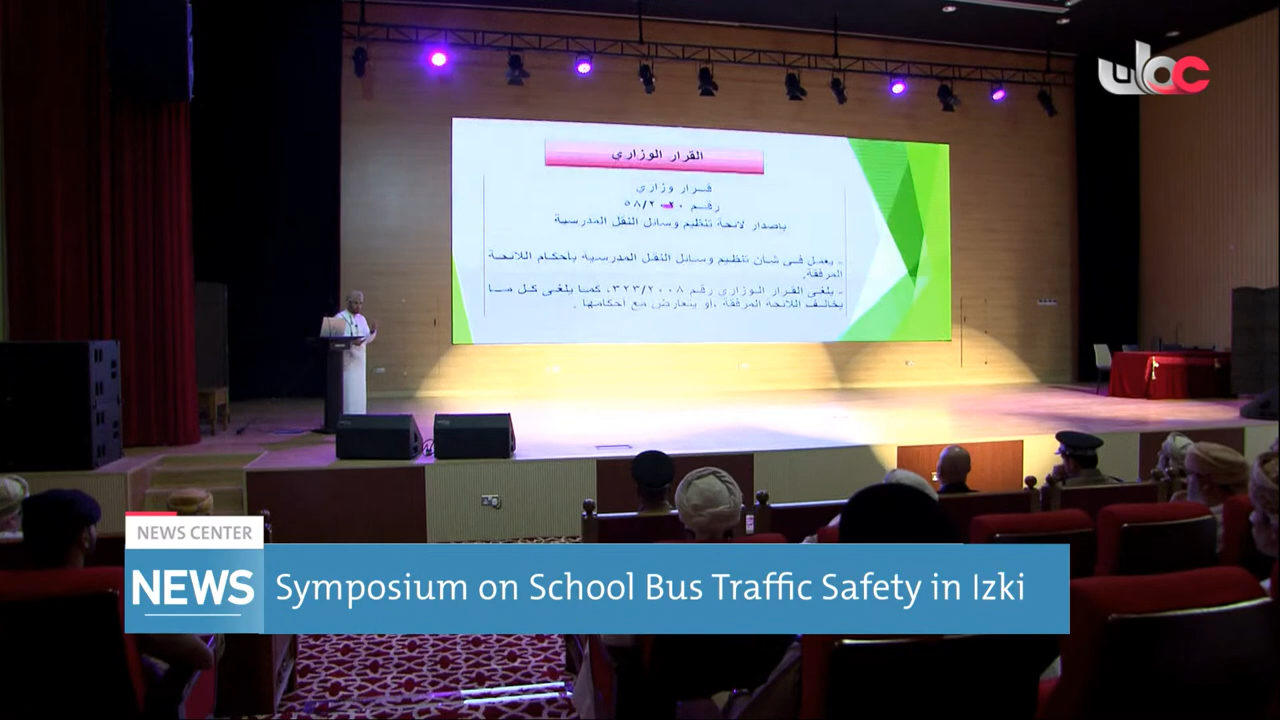 القرار الوزاري
قرار وزاري
باصدار لائحة تنظيم وسائل النقل المدرسية
- يعمل في شان تنظيم وسائل النقل المدرسية بأحكام اللائحة
المرفقة.
- يلغى القرار الوزاري رقم ٣٢٣/٢٠٠٨، كما يلغى كل ما
يخالف اللائحة المرفقة ،او يتعارض مع أحكامها .
NEWS CENTER
NEWS
Symposium on School Bus Traffic Safety in Izki